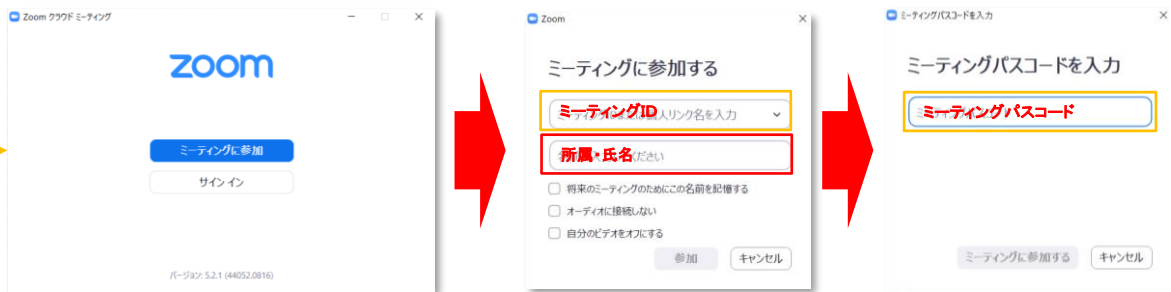 Zoom クラウド ミーティング
zoom
ミーティングに参加
サイン イン
バージョン: 5.2.1 (44052.0816)
Zoom
ミーティングに参加する
ミーティングID
人リンク名を入力
所属・氏名
ください
将来のミーティングのためにこの名前を記憶する
オーディオに接続しない
自分のビデオをオフにする
参加 キャンセル
ミーティングパスコードを入力
ミーティングパスコードを入力
ミーティングパスコード
ミーティングに参加する キャンセル